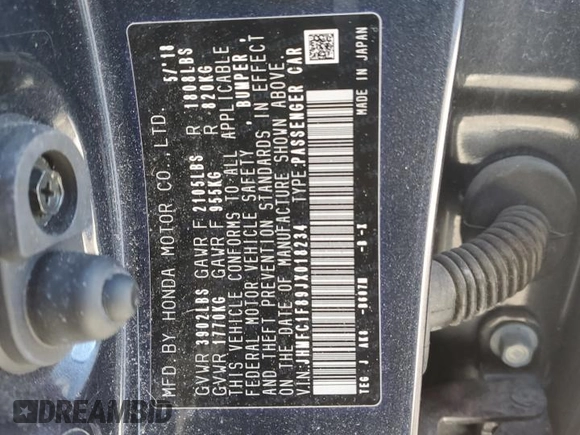 MFD.BY HONDA MOTOR CO.,LTD. 5/'18
GVWR 3902LBS GAWR F 2105LBS R 1808LBS
GVWR 1770KG GAWR F 955KG R 820KG
THIS VEHICLE CONFORMS TO ALL APPLICABLE
FEDERAL MOTOR VEHICLE SAFETY , BUMPER,
AND THEFT PREVENTION STANDARDS IN EFFECT
ON THE DATE OF MANUFACTURE SHOWN ABOVE.
V.I.N: TYPE:PASSENGER CAR
TEG J -B -X MADE IN JAPAN
DREAMBID